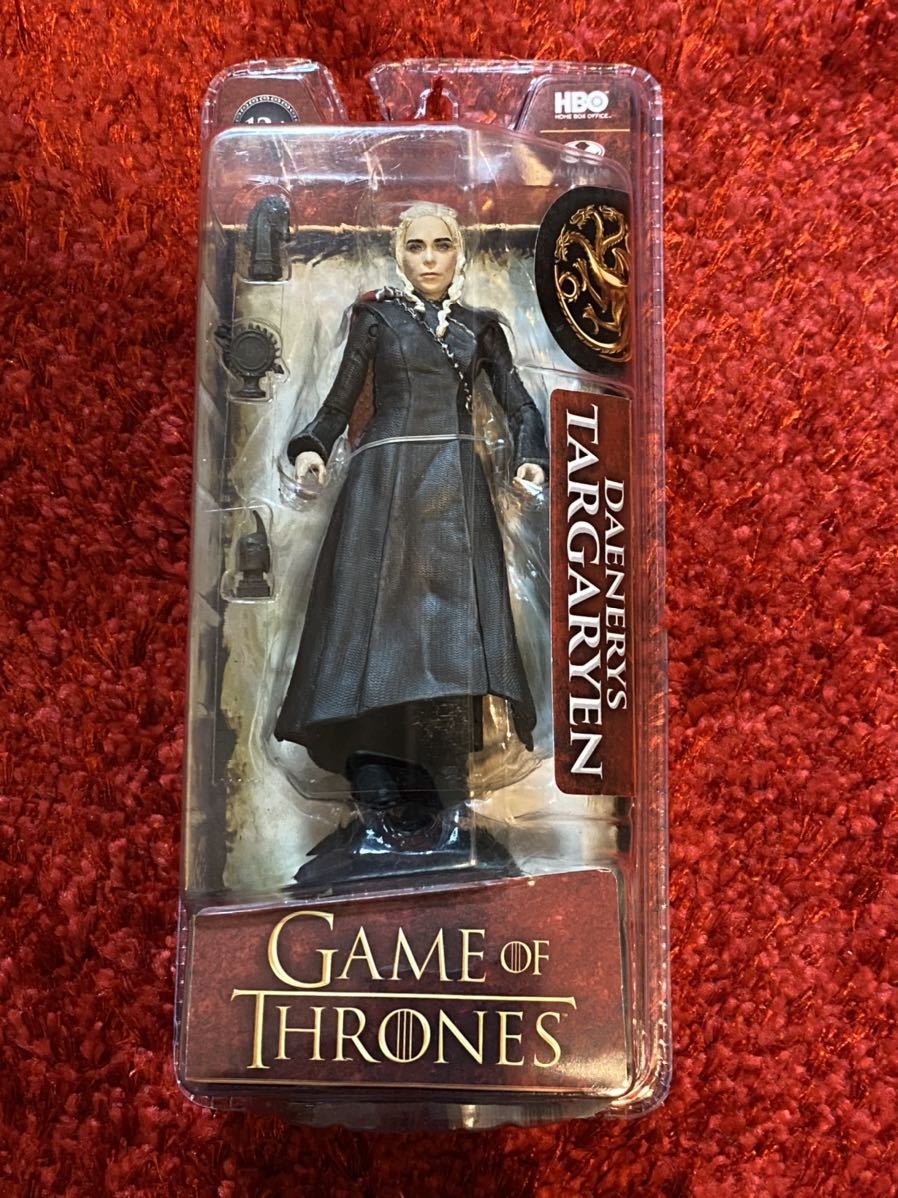 HBO
HOME BOX OFFICE
DAENERYS
TARGARYEN
GAME OF
THRONES